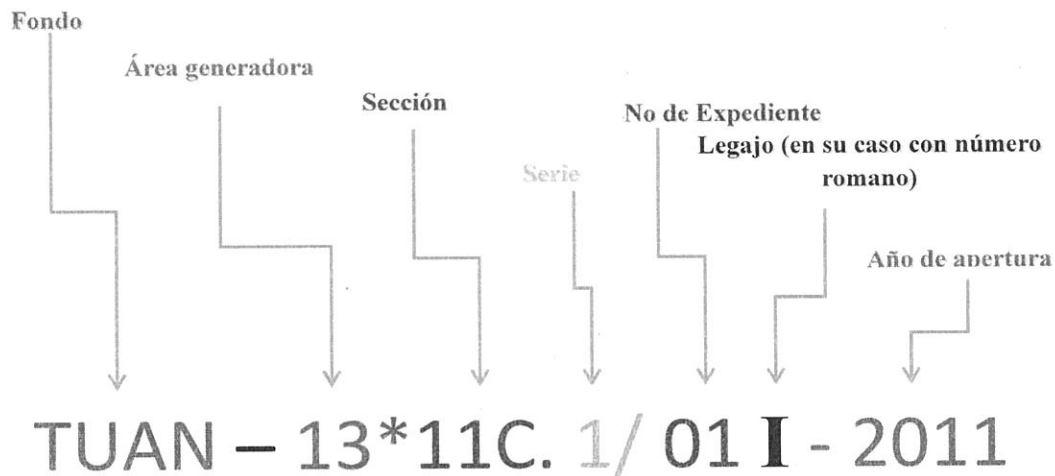 Fondo
Área generadora
Sección
No de Expediente
Legajo (en su caso con número
romano)
Serie
Año de apertura
TUAN – 13*11C. 1/ 01 I - 2011